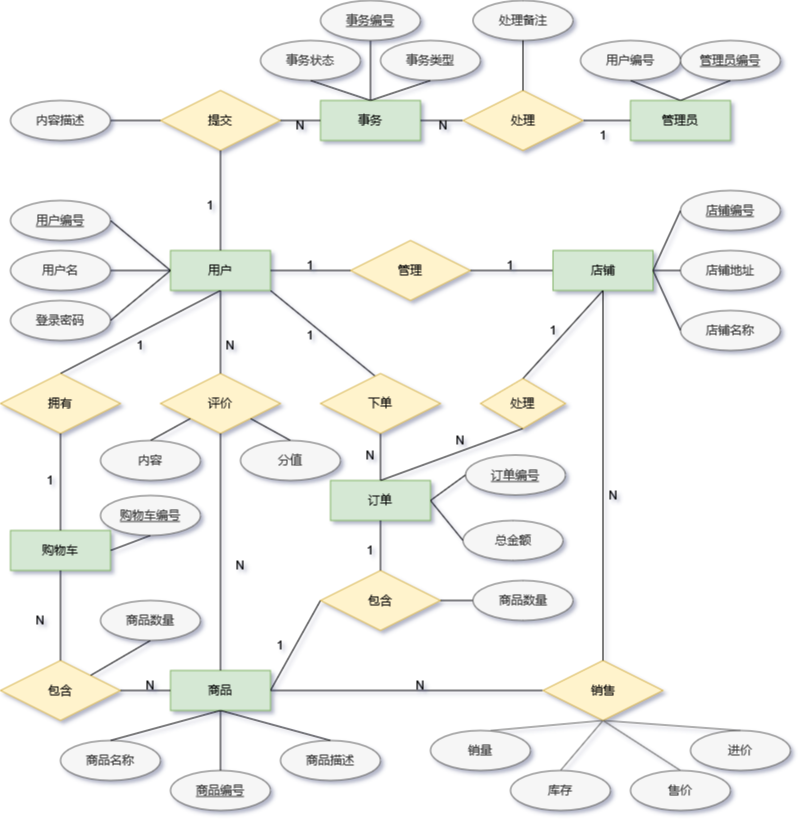 事务编号
处理备注
事务状态
事务类型
用户编号
管理员编号
内容描述
提交
N
事务
N
处理
1
管理员
1
用户编号
店铺编号
用户名
用户
1
管理
1
店铺
店铺地址
登录密码
店铺名称
1
N
1
1
拥有
评价
下单
处理
N
内容
分值
N
订单编号
1
订单
购物车编号
总金额
购物车
1
N
包含
商品数量
N
商品数量
N
1
包含
N
商品
N
销售
商品名称
商品描述
销量
进价
商品编号
库存
售价